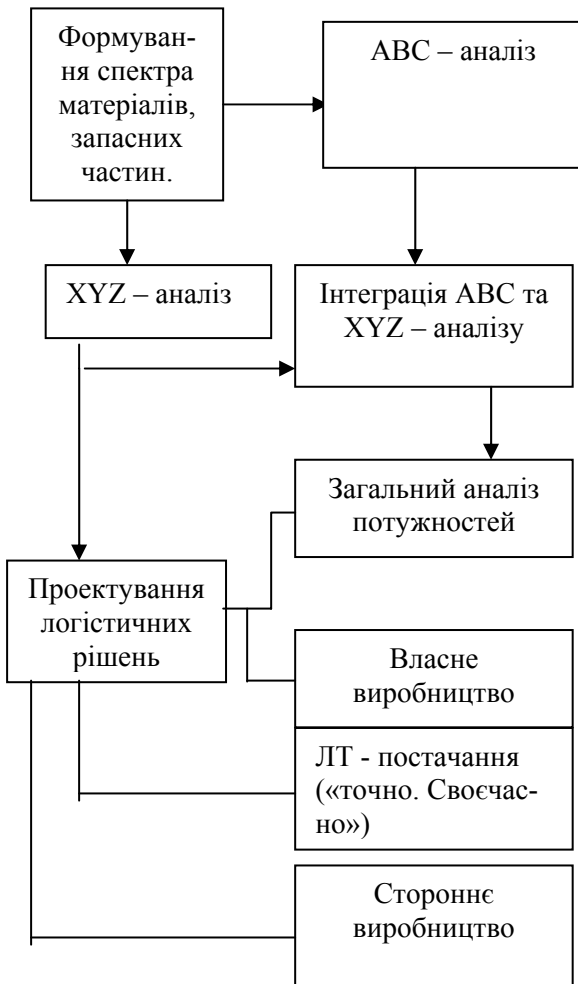 Формуван-
ня спектра
матеріалів,
запасних
частин.
АВС – аналіз
XYZ – аналіз
Інтеграція АВС та
XYZ – аналізу
Загальний аналіз
потужностей
Проектування
логістичних
рішень
Власне
виробництво
ЛТ - постачання
(«точно. Своєчас-
но»)
Стороннє
виробництво